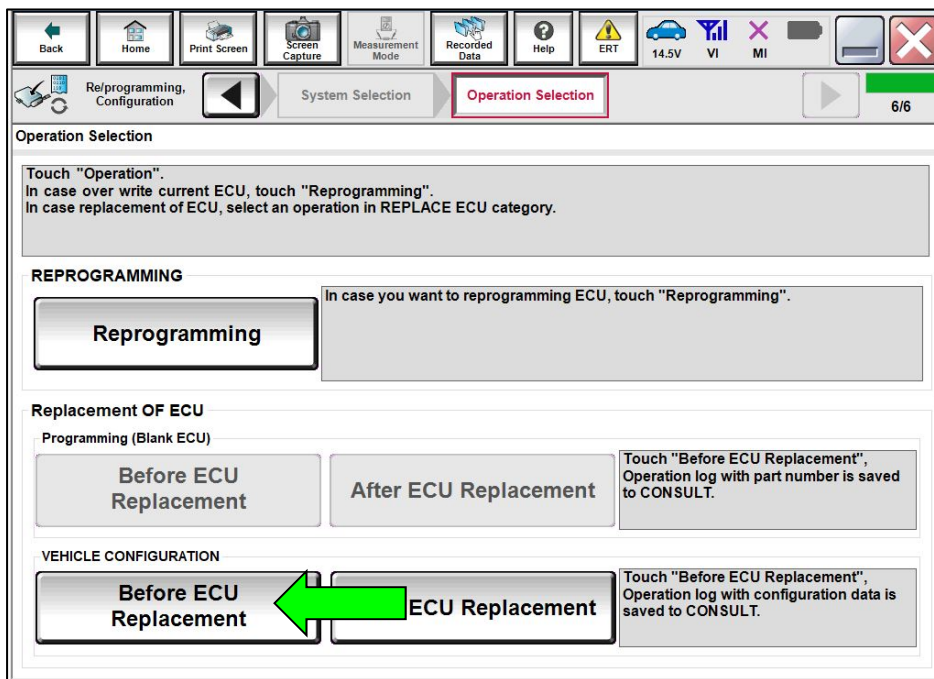 Back
Home
Print Screen
Screen
Capture
Measurement
Mode
Recorded
Data
Help
ERT
14.5V
VI
MI
Re/programming,
Configuration
System Selection
Operation Selection
6/6
Operation Selection
Touch "Operation".
In case over write current ECU, touch "Reprogramming".
In case replacement of ECU, select an operation in REPLACE ECU category.
REPROGRAMMING
Reprogramming
In case you want to reprogramming ECU, touch "Reprogramming".
Replacement OF ECU
Programming (Blank ECU)
Before ECU
Replacement
After ECU Replacement
Touch "Before ECU Replacement",
Operation log with part number is saved
to CONSULT.
VEHICLE CONFIGURATION
Before ECU
Replacement
ECU Replacement
Touch "Before ECU Replacement",
Operation log with configuration data is
saved to CONSULT.